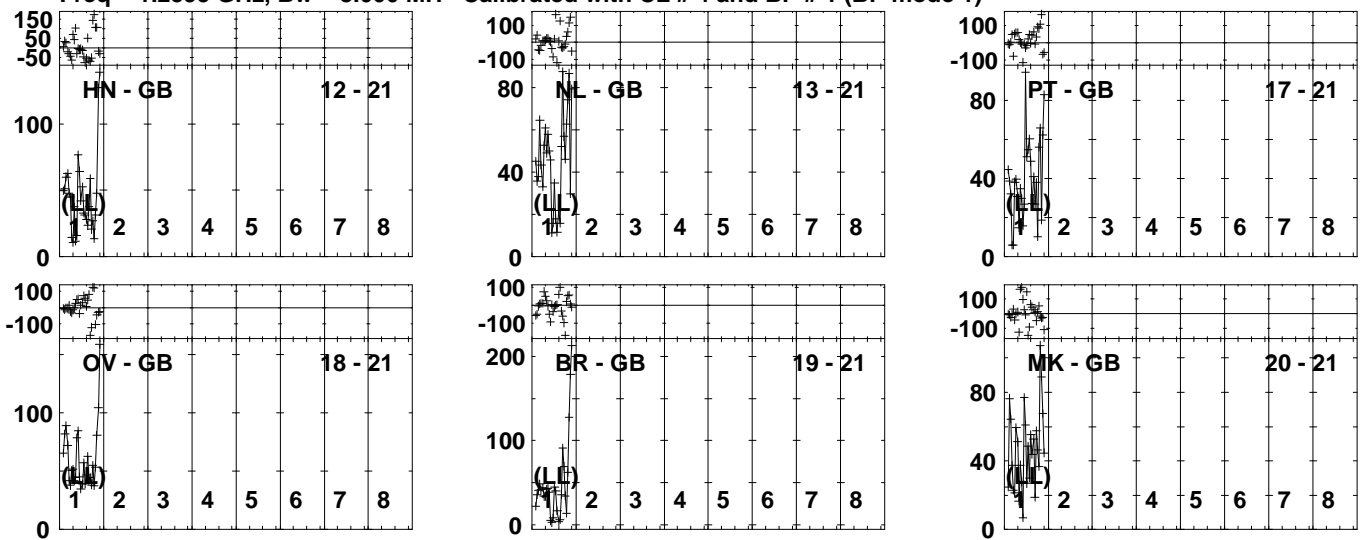 150
50
-50
HN - GB 12 - 21
100
(LL)
1 2 3 4 5 6 7 8
0
100
-100
NL - GB 13 - 21
80
40
(LL)
1 2 3 4 5 6 7 8
0
100
-100
PT - GB 17 - 21
80
40
(LL)
1 2 3 4 5 6 7 8
0
100
-100
OV - GB 18 - 21
100
(LL)
1 2 3 4 5 6 7 8
0
100
-100
BR - GB 19 - 21
200
100
(LL)
1 2 3 4 5 6 7 8
0
100
-100
MK - GB 20 - 21
80
40
(LL)
1 2 3 4 5 6 7 8
0